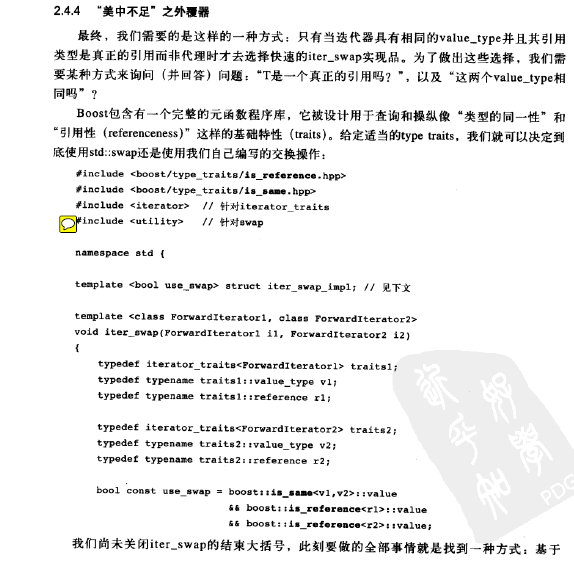 2.4.4 “美中不足”之外覆器
最终，我们需要的是这样的一种方式：只有当迭代器具有相同的value_type并且其引用
类型是真正的引用而非代理时才去选择快速的iter_swap实现品。为了做出这些选择，我们需
要某种方式来询问（并回答）问题：“T是一个真正的引用吗？”，以及“这两个value_type相
同吗”？
Boost包含有一个完整的元函数程序库，它被设计用于查询和操纵像“类型的同一性”和
“引用性（referenceness）”这样的基础特性（traits）。给定适当的type traits，我们就可以决定到
底使用std::swap还是使用我们自己编写的交换操作：
#include <boost/type_traits/is_reference.hpp>
#include <boost/type_traits/is_same.hpp>
#include <iterator> // 针对iterator_traits
#include <utility> // 针对swap
namespace std {
template <bool use_swap> struct iter_swap_impl; // 见下文
template <class ForwardIterator1, class ForwardIterator2>
void iter_swap(ForwardIterator1 i1, ForwardIterator2 i2)
{
typedef iterator_traits<ForwardIterator1> traits1;
typedef typename traits1::value_type v1;
typedef typename traits1::reference r1;
typedef iterator_traits<ForwardIterator2> traits2;
typedef typename traits2::value_type v2;
typedef typename traits2::reference r2;
bool const use_swap = boost::is_same<v1,v2>::value
&& boost::is_reference<r1>::value
&& boost::is_reference<r2>::value;
我们尚未关闭iter_swap的结束大括号，此刻要做的全部事情就是找到一种方式：基于
PDG